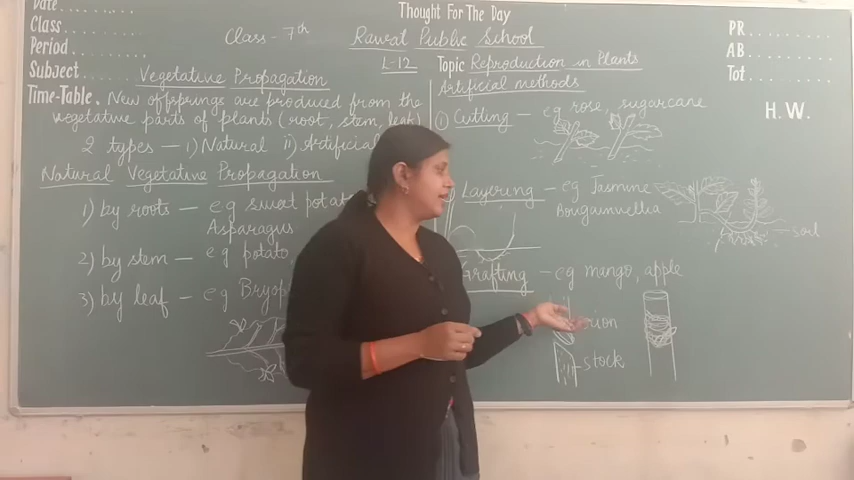 Thought For The Day
Date..........
Class..........
Period..........
Subject......
Class - 7th
Rawat Public School
L-12
Topic Reproduction in Plants
PR..........
AB..........
Tot..........
H.W.
Time-Table.
Vegetative Propagation
New offsprings are produced from the
vegetative parts of plants (root, stem, leaf)
2 types - i) Natural ii) Artificial
Natural Vegetative Propagation
1) by roots - eg sweet potato
Asparagus
2) by stem - eg potato
3) by leaf - eg
Artificial methods
i) Cutting - eg rose, sugarcane
Layering - eg Jasmine
Bougainvellia
soil
Grafting - eg mango, apple
stock